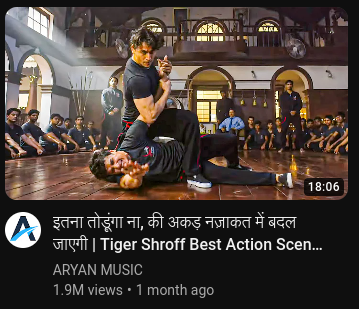 18:06
इतना तोडूंगा ना, की अकड़ नज़ाकत में बदल
जाएगी | Tiger Shroff Best Action Scen...
ARYAN MUSIC
1.9M views • 1 month ago